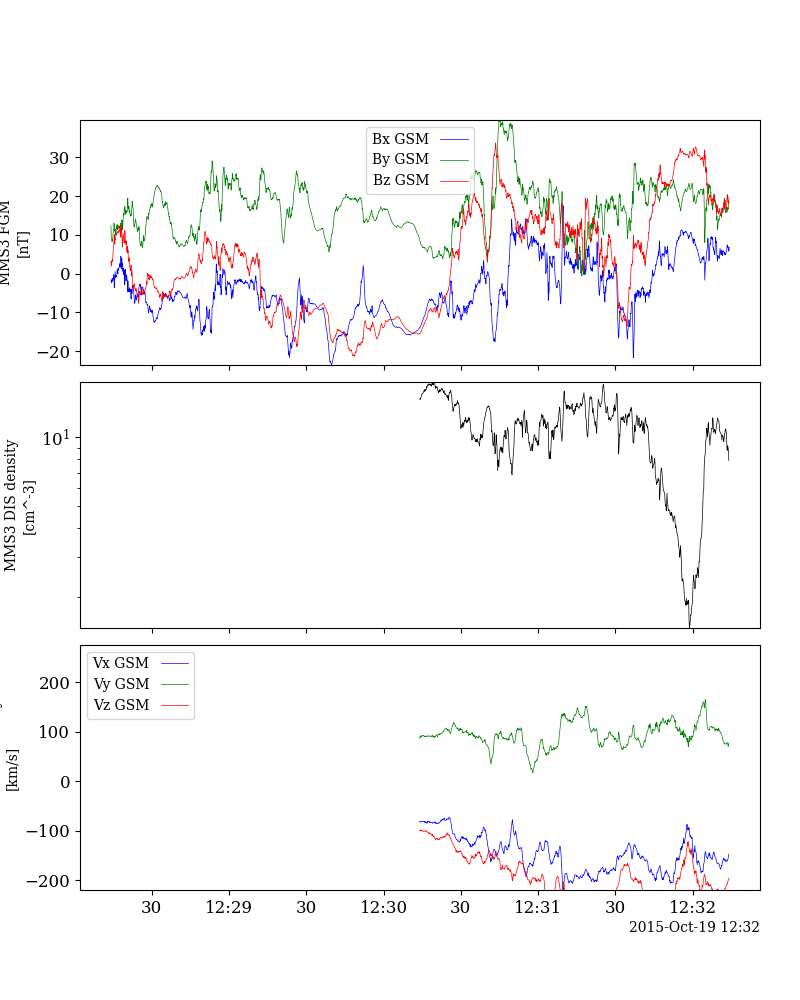 Bx GSM
By GSM
Bz GSM
30
20
10
0
−10
−20
MMS3 FGM
[nT]
10^1
MMS3 DIS density
[cm^-3]
Vx GSM
Vy GSM
Vz GSM
200
100
0
−100
−200
[km/s]
30 12:29 30 12:30 30 12:31 30 12:32
2015-Oct-19 12:32